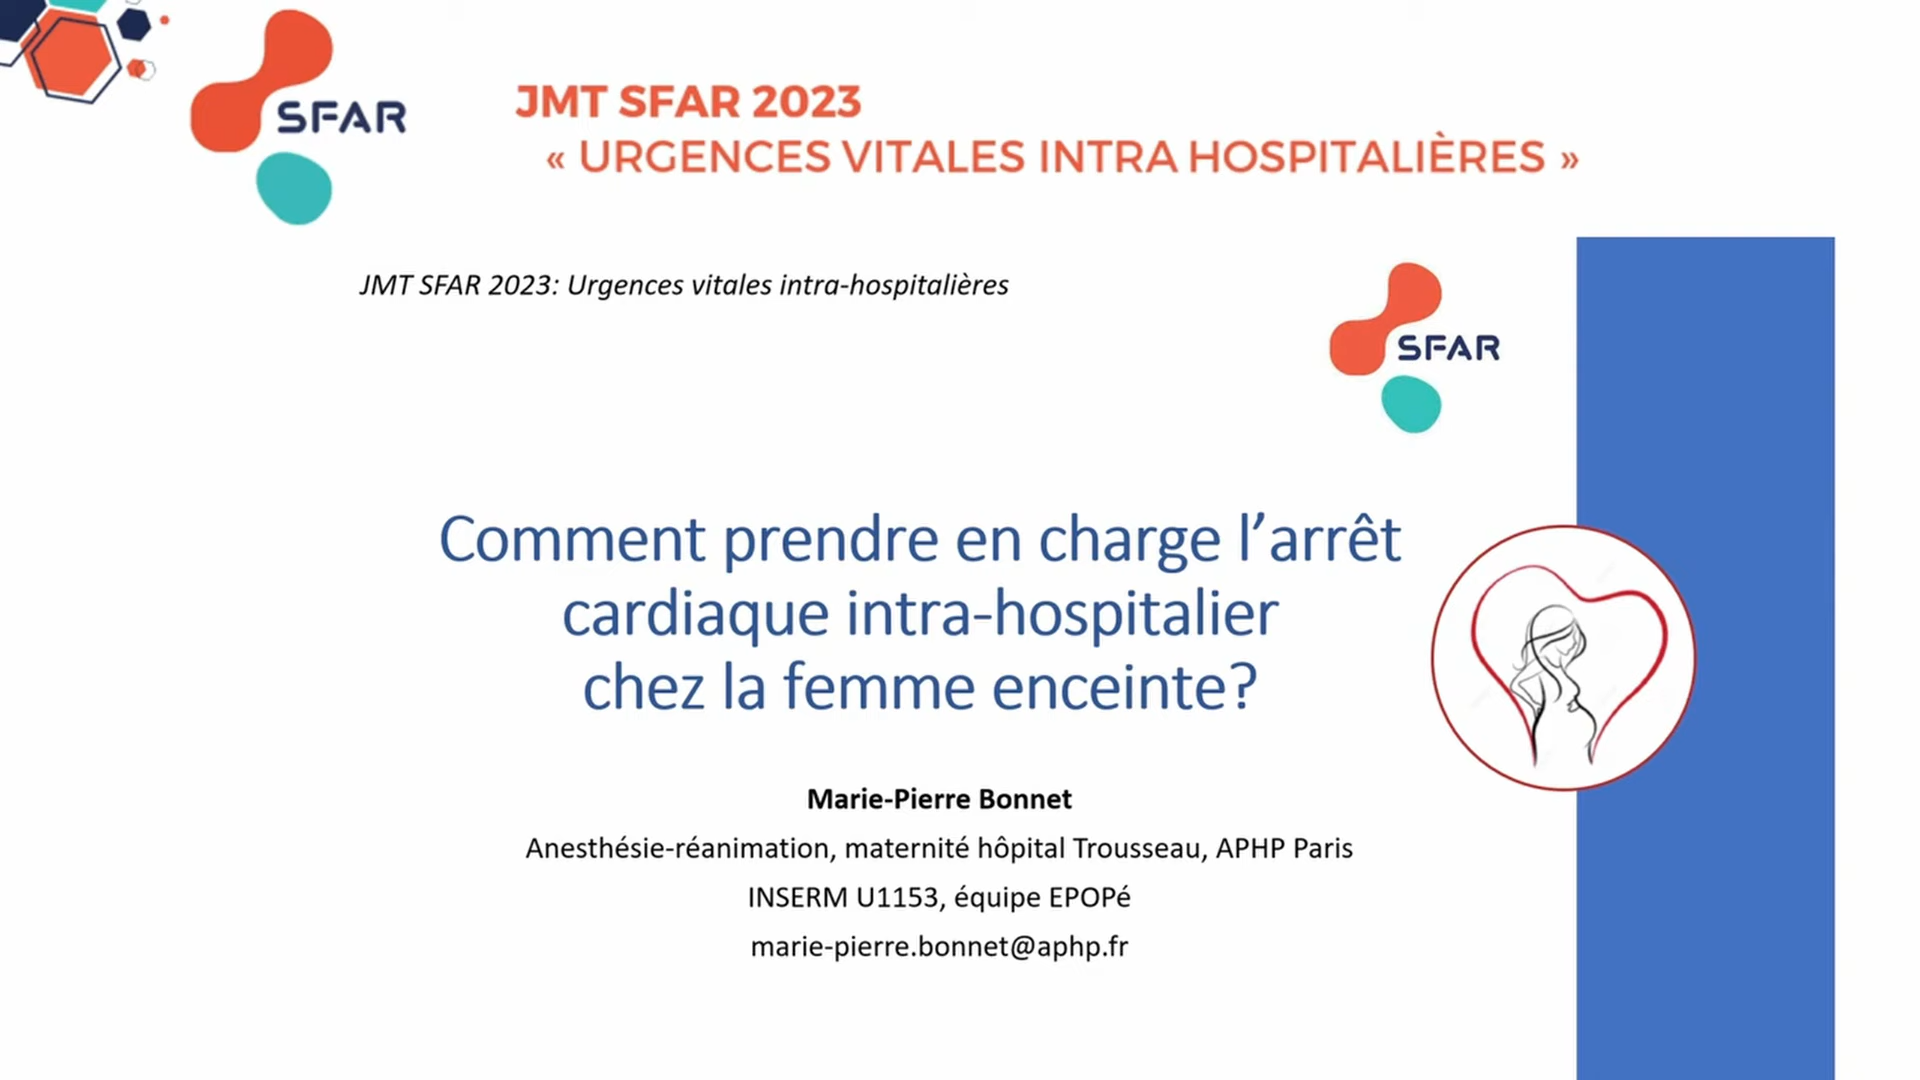 SFAR
JMT SFAR 2023
« URGENCES VITALES INTRA HOSPITALIÈRES »
JMT SFAR 2023: Urgences vitales intra-hospitalières
SFAR
Comment prendre en charge l’arrêt
cardiaque intra-hospitalier
chez la femme enceinte?
Marie-Pierre Bonnet
Anesthésie-réanimation, maternité hôpital Trousseau, APHP Paris
INSERM U1153, équipe EPOPé
marie-pierre.bonnet@aphp.fr